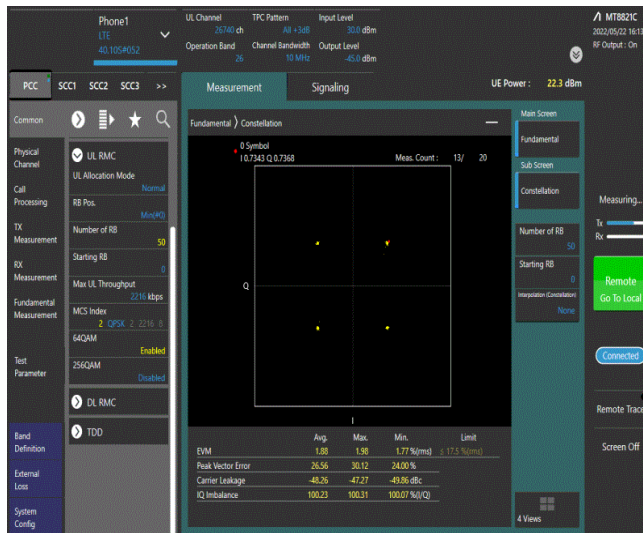 Phone1
LTE
40.105#052
UL Channel
26740 ch
Operation Band
26
TPC Pattern
All +3dB
Channel Bandwidth
10 MHz
Input Level
30.0 dBm
Output Level
-45.0 dBm
MT8821C
2022/05/22 16:13
RF Output : On
PCC SCC1 SCC2 SCC3 >>
Measurement
Signaling
UE Power : 22.3 dBm
Common
Physical
Channel
Call
Processing
TX
Measurement
RX
Measurement
Fundamental
Measurement
Test
Parameter
Band
Definition
External
Loss
System
Config
UL RMC
UL Allocation Mode
Normal
RB Pos.
Min(#0)
Number of RB
50
Starting RB
0
Max UL Throughput
2216 kbps
MCS Index
2 QPSK 2 2216 8
64QAM
Enabled
256QAM
Disabled
DL RMC
TDD
Fundamental 〉 Constellation
0 Symbol
I 0.7343 Q 0.7368
Meas. Count : 13/ 20
Q
I
Avg. Max. Min. Limit
EVM 1.88 1.98 1.77 %(rms) ≤ 17.5 %(rms)
Peak Vector Error 26.56 30.12 24.00 %
Carrier Leakage -48.26 -47.27 -49.86 dBc
IQ Imbalance 100.23 100.31 100.07 %(I/Q)
Main Screen
Fundamental
Sub Screen
Constellation
Number of RB
50
Starting RB
0
Interpolation (Constellation)
None
4 Views
Measuring...
Tx
Rx
Remote
Go To Local
Connected
Remote Trace
Screen Off